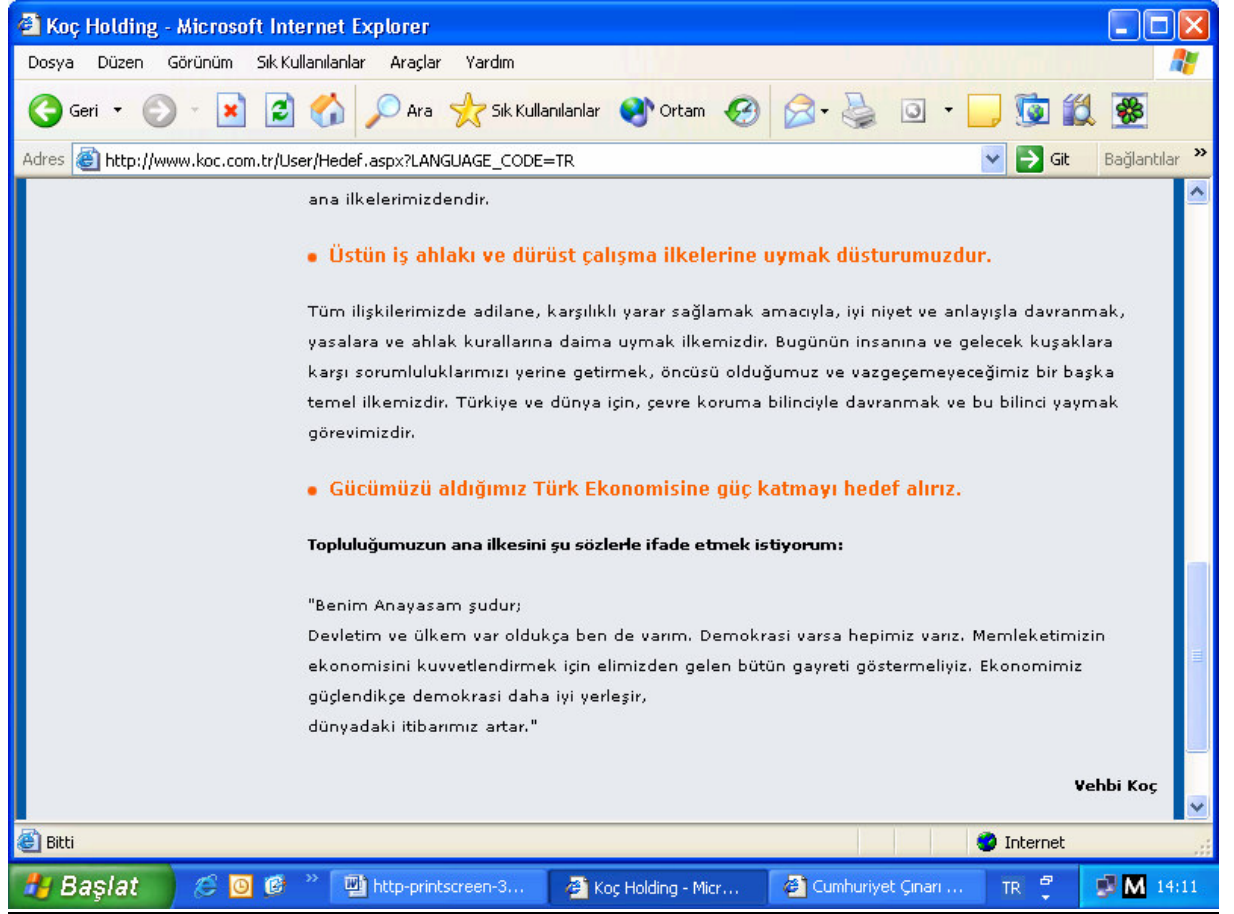 Koç Holding - Microsoft Internet Explorer
Dosya Düzen Görünüm Sık Kullanılanlar Araçlar Yardım
Geri Ara Sık Kullanılanlar Ortam
Adres http://www.koc.com.tr/User/Hedef.aspx?LANGUAGE_CODE=TR Git Bağlantılar »
ana ilkelerimizdendir.
• Üstün iş ahlakı ve dürüst çalışma ilkelerine uymak düsturumuzdur.
Tüm ilişkilerimizde adilane, karşılıklı yarar sağlamak amacıyla, iyi niyet ve anlayışla davranmak,
yasalara ve ahlak kurallarına daima uymak ilkemizdir. Bugünün insanına ve gelecek kuşaklara
karşı sorumluluklarımızı yerine getirmek, öncüsü olduğumuz ve vazgeçemeyeceğimiz bir başka
temel ilkemizdir. Türkiye ve dünya için, çevre koruma bilinciyle davranmak ve bu bilinci yaymak
görevimizdir.
• Gücümüzü aldığımız Türk Ekonomisine güç katmayı hedef alırız.
Topluluğumuzun ana ilkesini şu sözlerle ifade etmek istiyorum:
"Benim Anayasam şudur;
Devletim ve ülkem var oldukça ben de varım. Demokrasi varsa hepimiz varız. Memleketimizin
ekonomisini kuvvetlendirmek için elimizden gelen bütün gayreti göstermeliyiz. Ekonomimiz
güçlendikçe demokrasi daha iyi yerleşir,
dünyadaki itibarımız artar."
Vehbi Koç
Bitti Internet
Başlat » http-printscreen-3... Koç Holding - Micr... Cumhuriyet Çınarı ... TR M 14:11